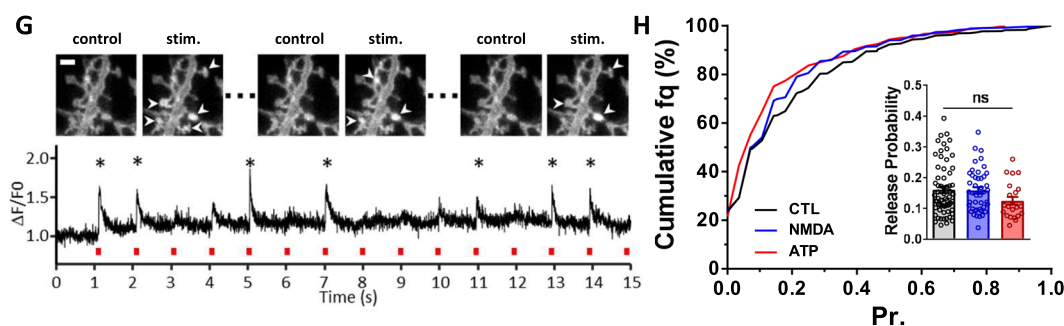 G
control stim. control stim. control stim.
ΔF/F0
2.0
1.5
1.0
* * * * * * *
0 1 2 3 4 5 6 7 8 9 10 11 12 13 14 15
Time (s)
H
Cumulative fq (%)
100
80
60
40
20
0
CTL
NMDA
ATP
0.0 0.2 0.4 0.6 0.8 1.0
Pr.
Release Probability
0.5
0.4
0.3
0.2
0.1
0.0
ns